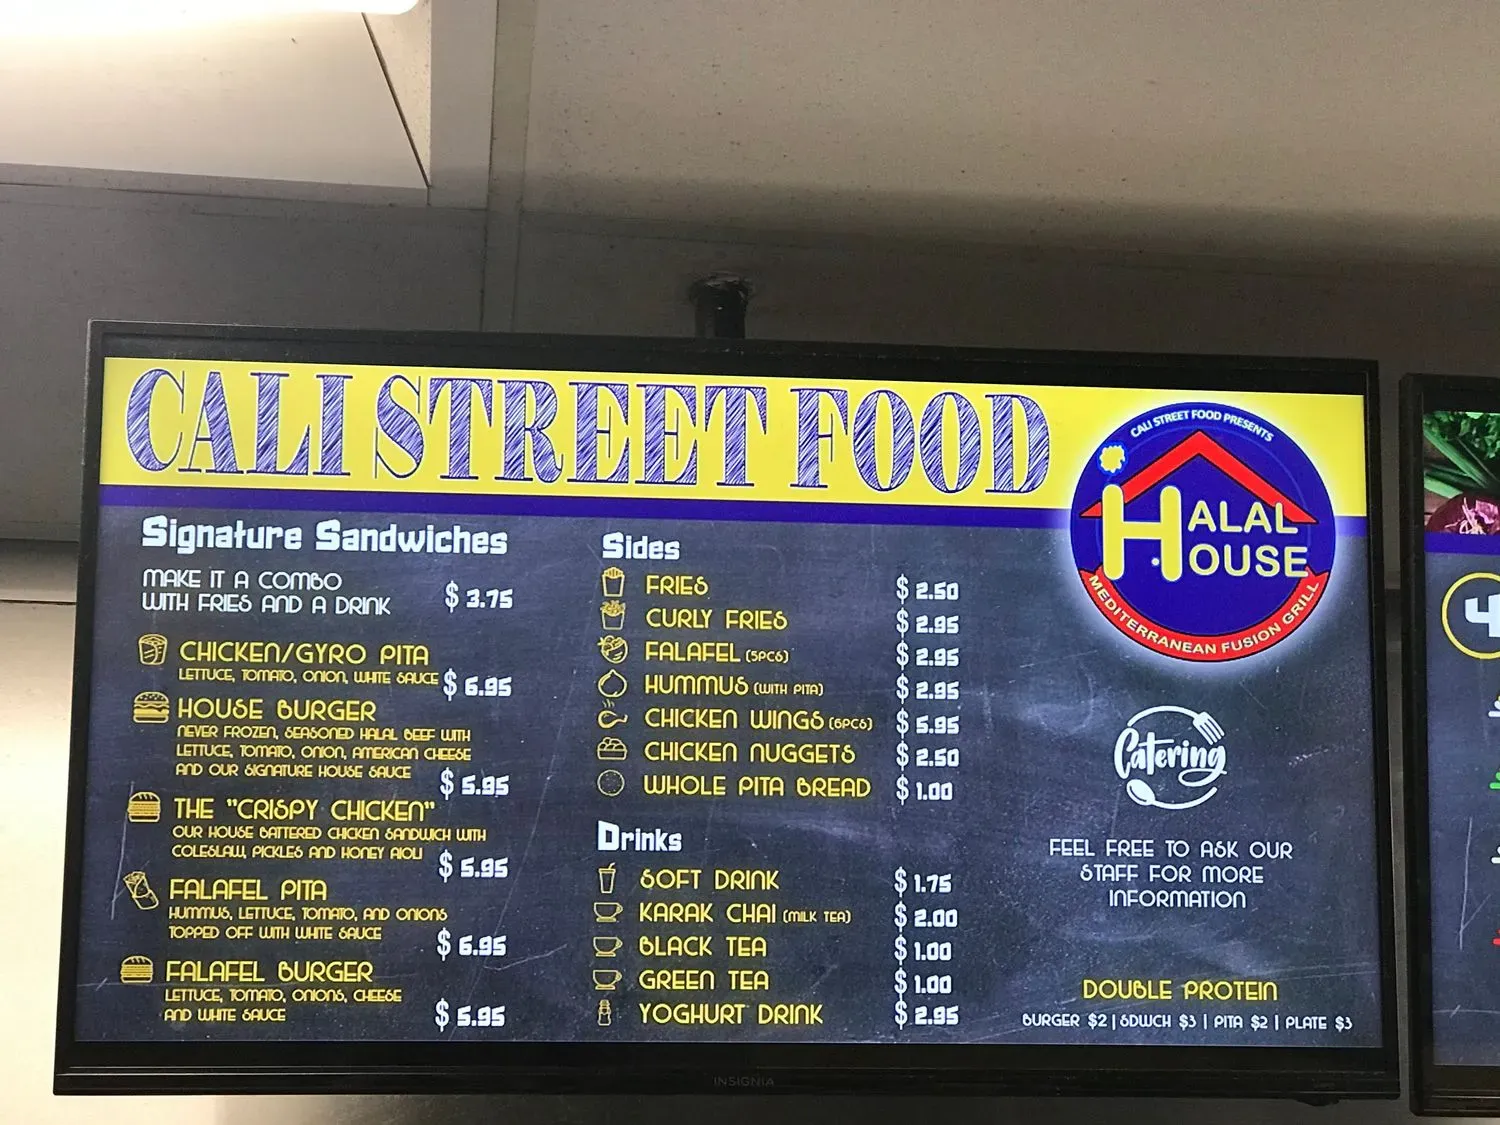 CALI STREET FOOD
CALI STREET FOOD PRESENTS
HALAL
HOUSE
MEDITERRANEAN FUSION GRILL
Signature Sandwiches
MAKE IT A COMBO
WITH FRIES AND A DRINK $ 3.75
CHICKEN/GYRO PITA
LETTUCE, TOMATO, ONION, WHITE SAUCE $ 6.95
HOUSE BURGER
NEVER FROZEN, SEASONED HALAL BEEF WITH
LETTUCE, TOMATO, ONION, AMERICAN CHEESE
AND OUR SIGNATURE HOUSE SAUCE $ 5.95
THE "CRISPY CHICKEN"
OUR HOUSE BATTERED CHICKEN SANDWICH WITH
COLESLAW, PICKLES AND HONEY AIOLI $ 5.95
FALAFEL PITA
HUMMUS, LETTUCE, TOMATO, AND ONIONS
TOPPED OFF WITH WHITE SAUCE $ 6.95
FALAFEL BURGER
LETTUCE, TOMATO, ONIONS, CHEESE
AND WHITE SAUCE $ 5.95
Sides
FRIES $ 2.50
CURLY FRIES $ 2.95
FALAFEL (5PCS) $ 2.95
HUMMUS (WITH PITA) $ 2.95
CHICKEN WINGS (6PCS) $ 5.95
CHICKEN NUGGETS $ 2.50
WHOLE PITA BREAD $ 1.00
Drinks
SOFT DRINK $ 1.75
KARAK CHAI (MILK TEA) $ 2.00
BLACK TEA $ 1.00
GREEN TEA $ 1.00
YOGHURT DRINK $ 2.95
Catering
FEEL FREE TO ASK OUR
STAFF FOR MORE
INFORMATION
DOUBLE PROTEIN
BURGER $2 | SDWCH $3 | PITA $2 | PLATE $3
INSIGNIA
4